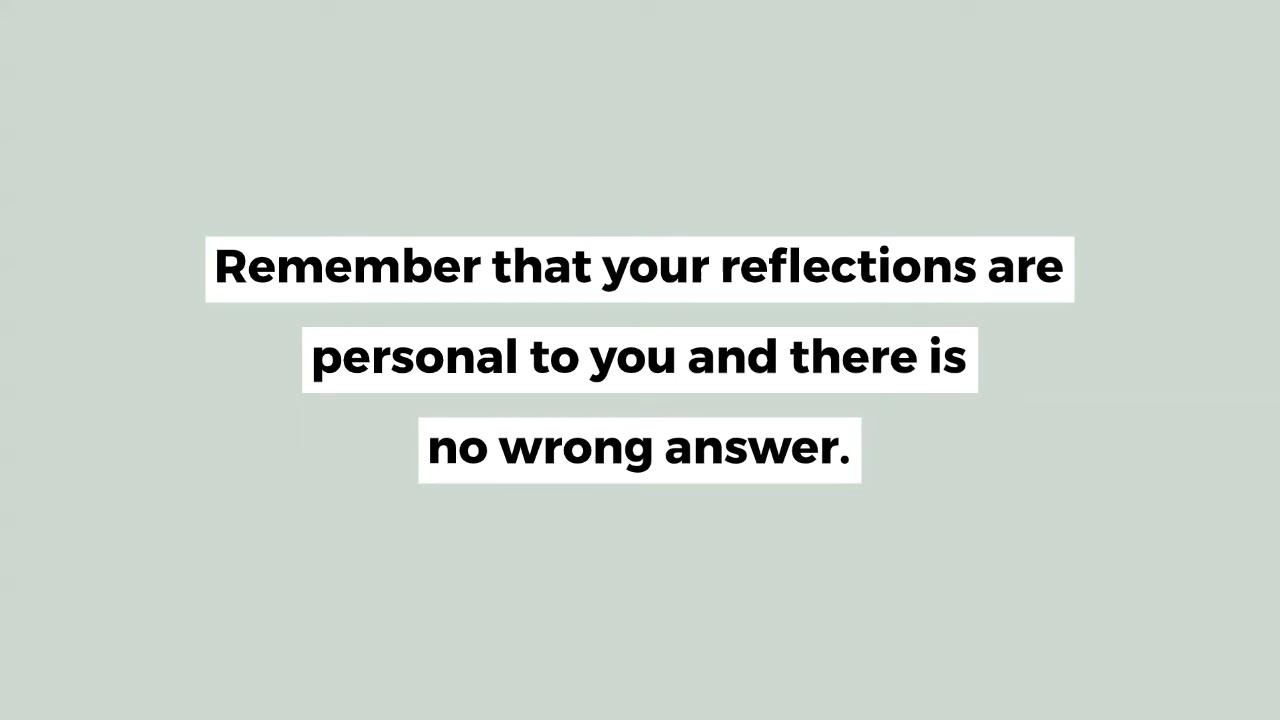 Remember that your reflections are
personal to you and there is
no wrong answer.